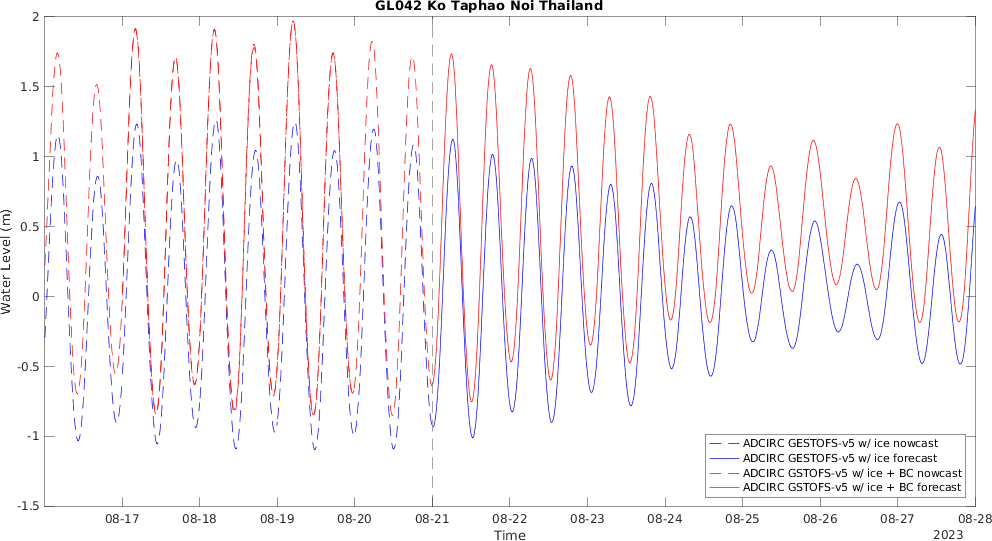 GL042 Ko Taphao Noi Thailand
2
1.5
1
0.5
0
-0.5
-1
-1.5
Water Level (m)
ADCIRC GESTOFS-v5 w/ ice nowcast
ADCIRC GESTOFS-v5 w/ ice forecast
ADCIRC GSTOFS-v5 w/ ice + BC nowcast
ADCIRC GSTOFS-v5 w/ ice + BC forecast
08-17 08-18 08-19 08-20 08-21 08-22 08-23 08-24 08-25 08-26 08-27 08-28
Time
2023